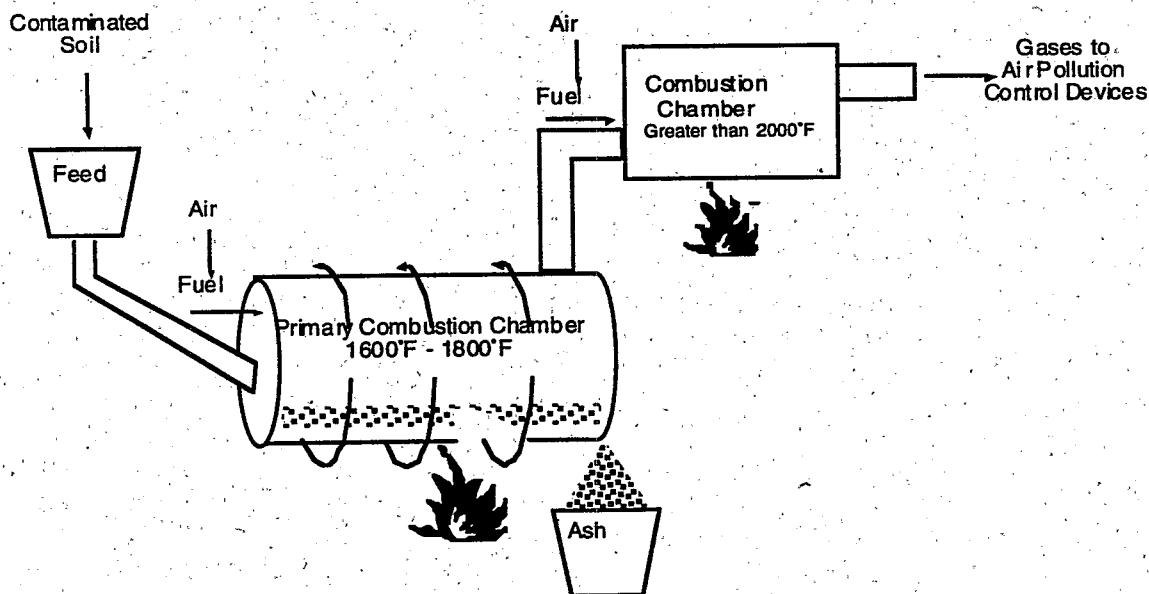 Contaminated
Soil
Feed
Air
Fuel
Primary Combustion Chamber
1600°F - 1800°F
Air
Fuel
Combustion
Chamber
Greater than 2000°F
Gases to
Air Pollution
Control Devices
Ash